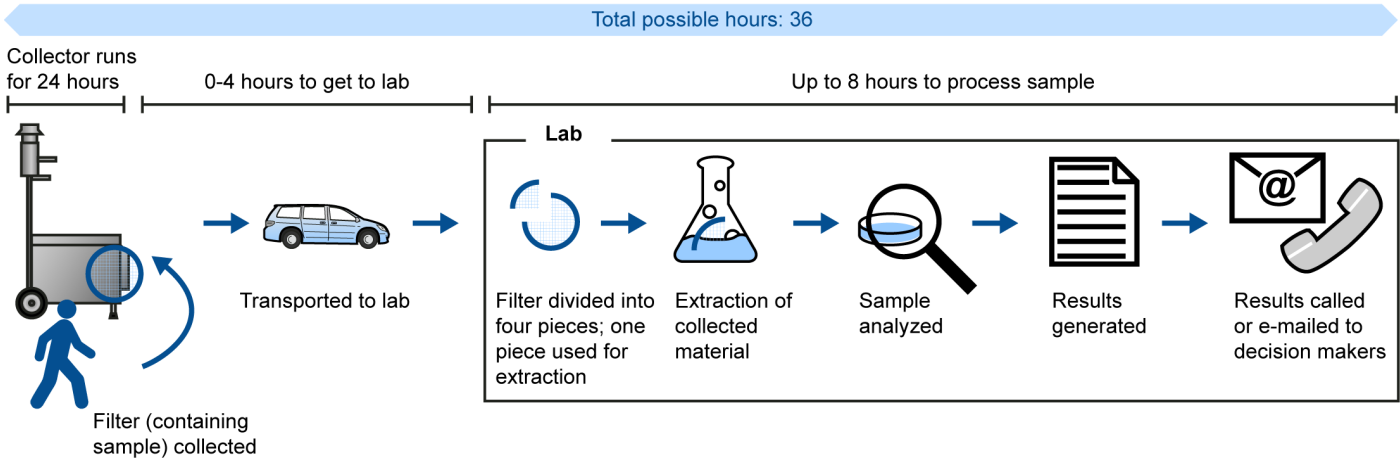 Total possible hours: 36
Collector runs
for 24 hours
0-4 hours to get to lab
Up to 8 hours to process sample
Lab
@
Transported to lab
Filter divided into
four pieces; one
piece used for
extraction
Extraction of
collected
material
Sample
analyzed
Results
generated
Results called
or e-mailed to
decision makers
Filter (containing
sample) collected